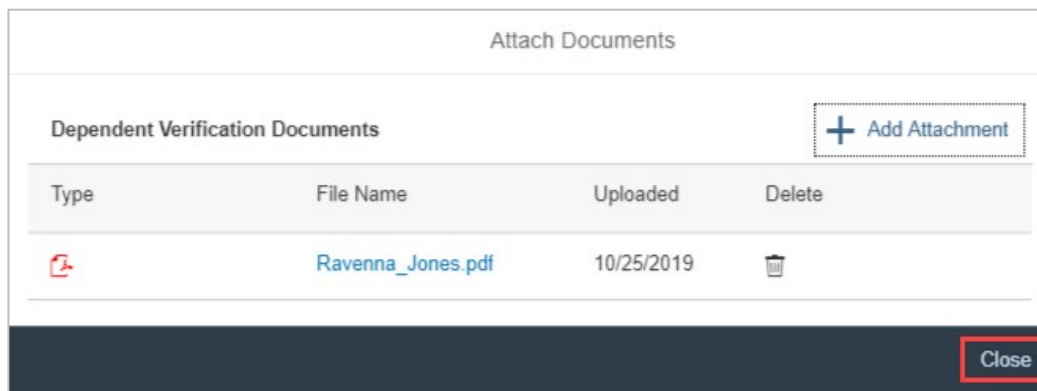 Attach Documents
Dependent Verification Documents + Add Attachment
Type File Name Uploaded Delete
Ravenna_Jones.pdf 10/25/2019
Close